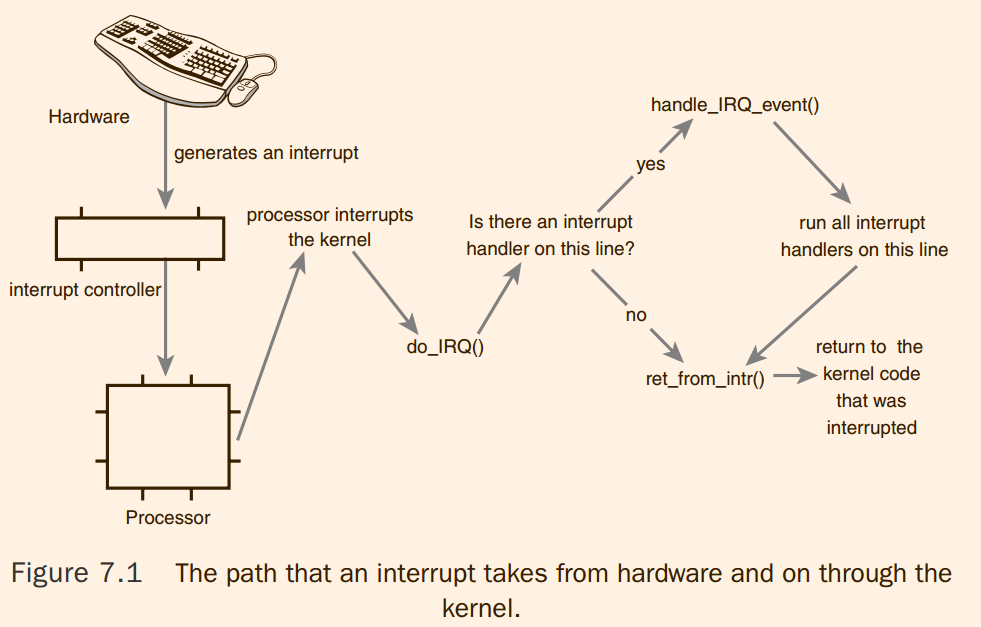 Hardware
generates an interrupt
interrupt controller
Processor
processor interrupts
the kernel
do_IRQ()
Is there an interrupt
handler on this line?
yes
no
handle_IRQ_event()
run all interrupt
handlers on this line
ret_from_intr()
return to the
kernel code
that was
interrupted
Figure 7.1 The path that an interrupt takes from hardware and on through the
kernel.